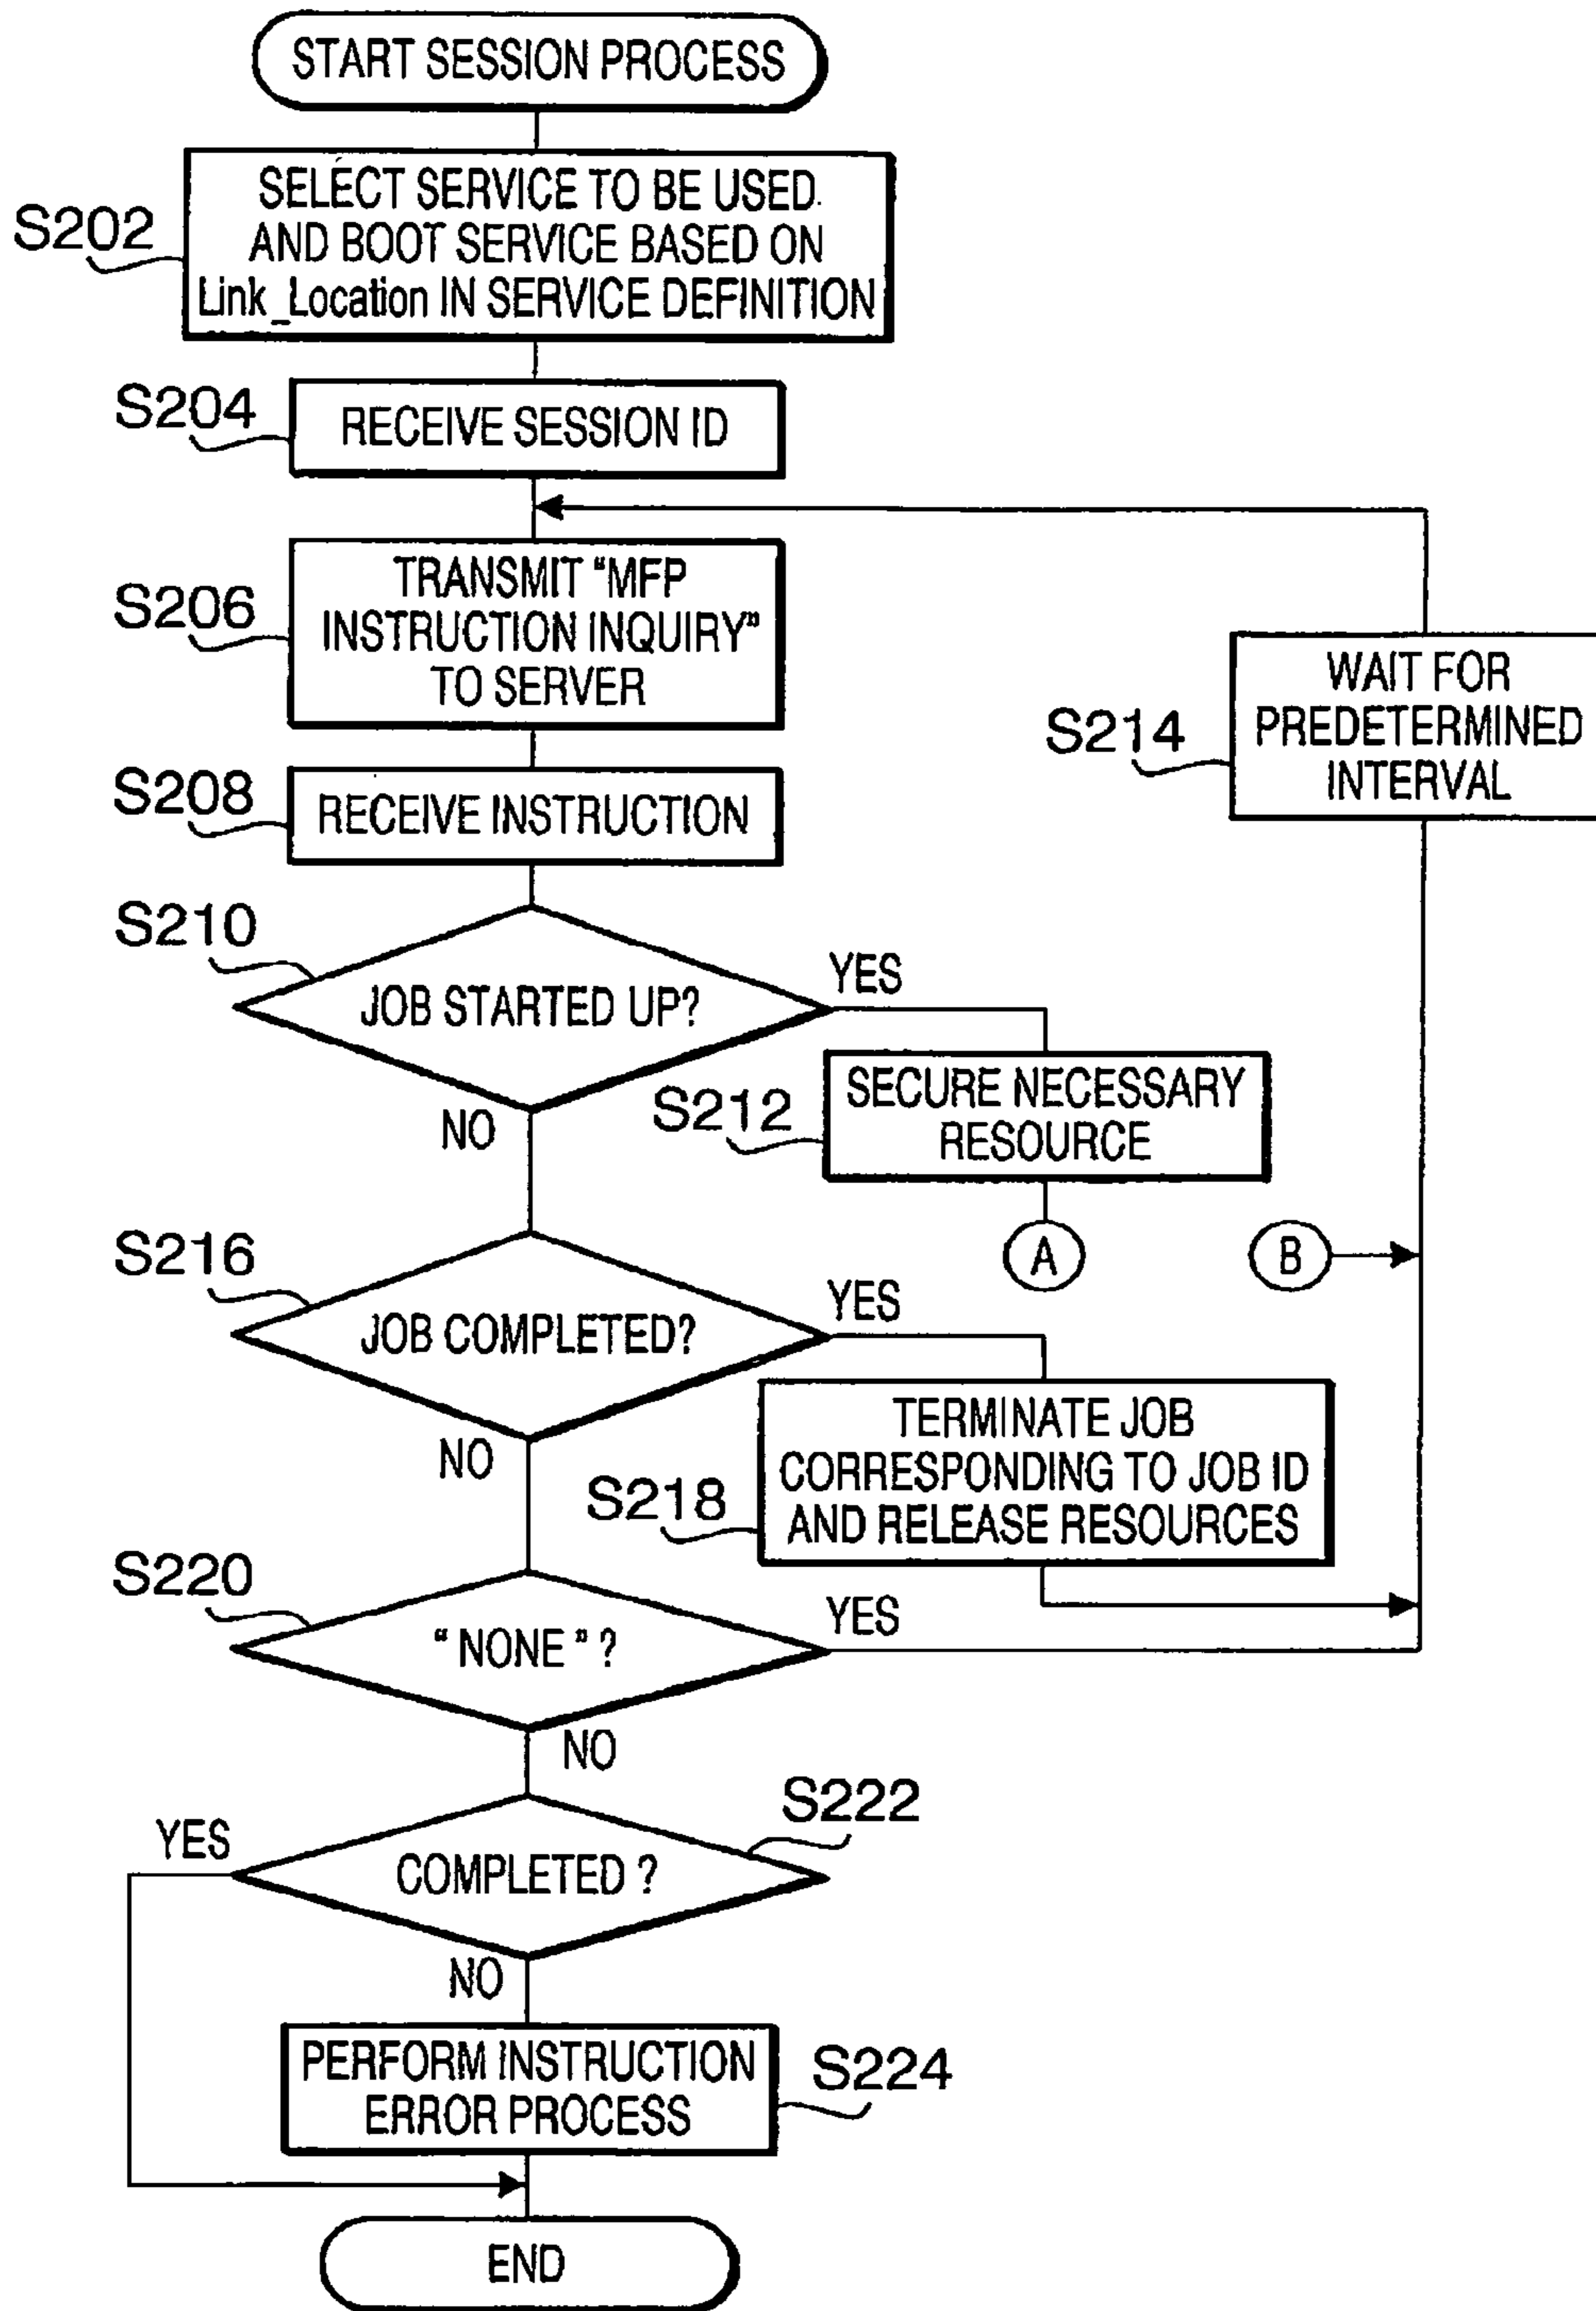 START SESSION PROCESS
S202
SELECT SERVICE TO BE USED
AND BOOT SERVICE BASED ON
Link_Location IN SERVICE DEFINITION
S204
RECEIVE SESSION ID
S206
TRANSMIT "MFP
INSTRUCTION INQUIRY"
TO SERVER
S214
WAIT FOR
PREDETERMINED
INTERVAL
S208
RECEIVE INSTRUCTION
S210
JOB STARTED UP?
YES
NO
S212
SECURE NECESSARY
RESOURCE
A
B
S216
JOB COMPLETED?
YES
NO
S218
TERMINATE JOB
CORRESPONDING TO JOB ID
AND RELEASE RESOURCES
S220
"NONE"?
YES
NO
S222
COMPLETED ?
YES
NO
PERFORM INSTRUCTION
ERROR PROCESS
S224
END